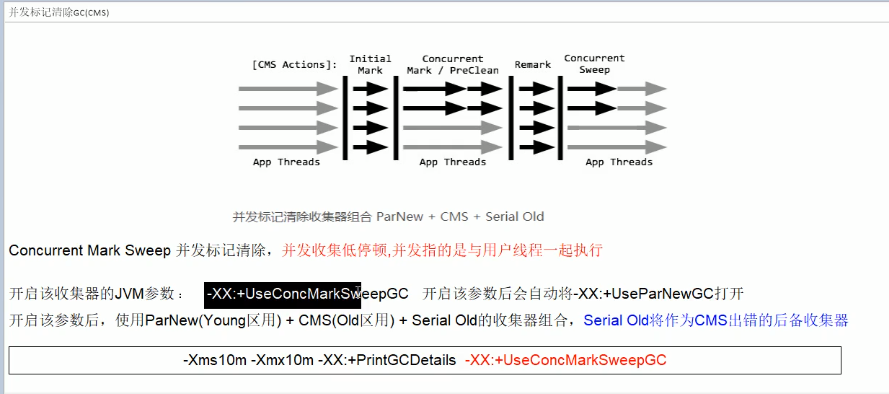 并发标记清除GC(CMS)
[CMS Actions]: Initial Mark Concurrent Mark / PreClean Remark Concurrent Sweep
App Threads App Threads App Threads
并发标记清除收集器组合 ParNew + CMS + Serial Old
Concurrent Mark Sweep 并发标记清除，并发收集低停顿,并发指的是与用户线程一起执行
开启该收集器的JVM参数： -XX:+UseConcMarkSweepGC 开启该参数后会自动将-XX:+UseParNewGC打开
开启该参数后，使用ParNew(Young区用) + CMS(Old区用) + Serial Old的收集器组合，Serial Old将作为CMS出错的后备收集器
-Xms10m -Xmx10m -XX:+PrintGCDetails -XX:+UseConcMarkSweepGC